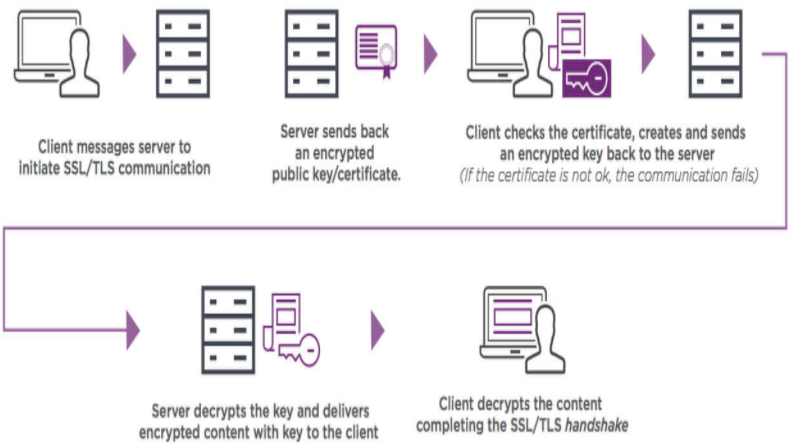 Client messages server to
initiate SSL/TLS communication
Server sends back
an encrypted
public key/certificate.
Client checks the certificate, creates and sends
an encrypted key back to the server
(If the certificate is not ok, the communication fails)
Server decrypts the key and delivers
encrypted content with key to the client
Client decrypts the content
completing the SSL/TLS handshake